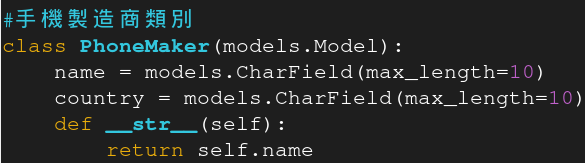 #手機製造商類別
class PhoneMaker(models.Model):
    name = models.CharField(max_length=10)
    country = models.CharField(max_length=10)
    def __str__(self):
        return self.name